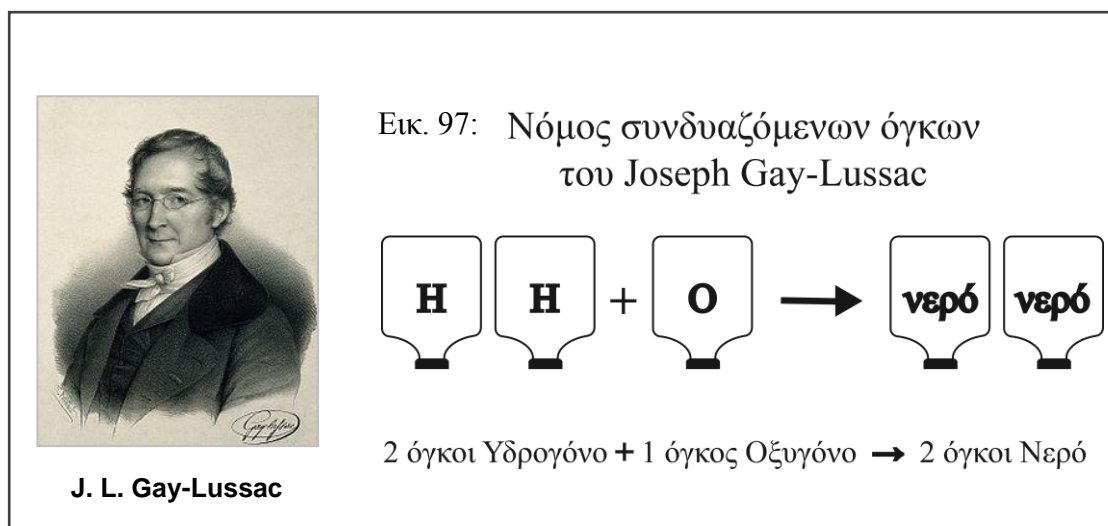 Εικ. 97: Νόμος συνδυαζόμενων όγκων
του Joseph Gay-Lussac
H H + O → νερό νερό
2 όγκοι Υδρογόνο + 1 όγκος Οξυγόνο → 2 όγκοι Νερό
J. L. Gay-Lussac